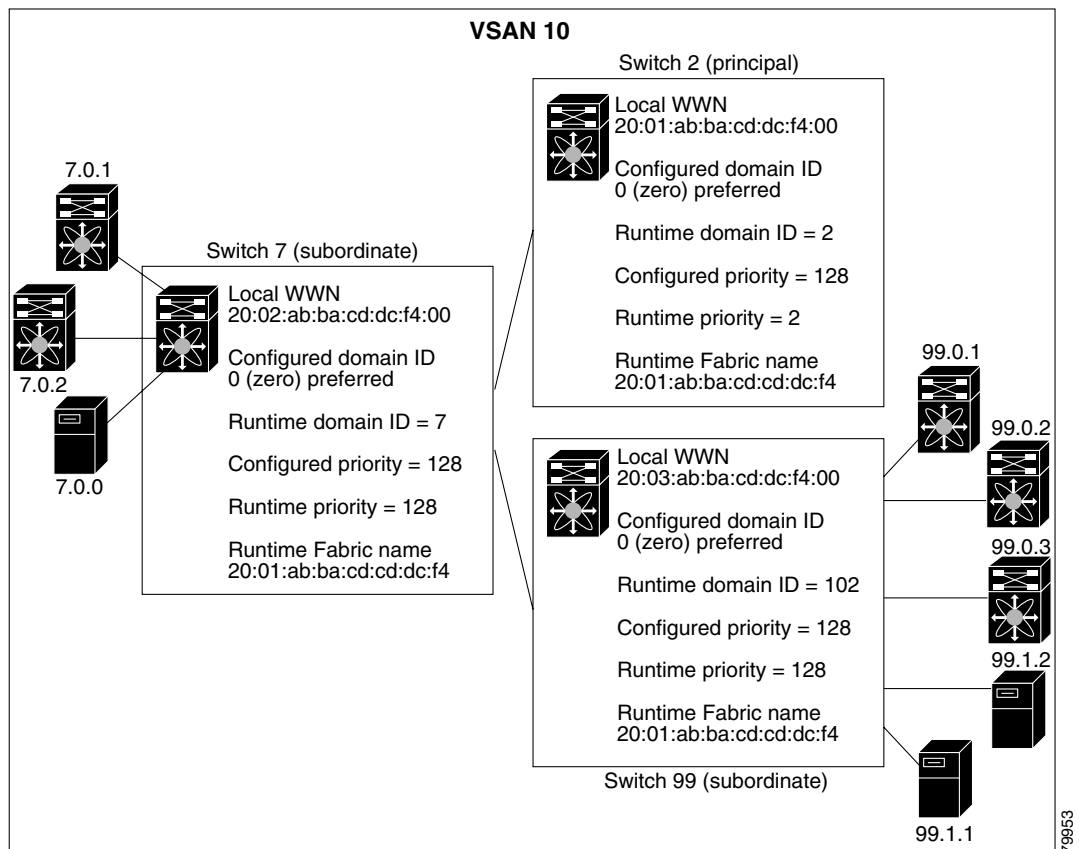 VSAN 10
Switch 2 (principal)
Local WWN
20:01:ab:ba:cd:dc:f4:00
Configured domain ID
0 (zero) preferred
Runtime domain ID = 2
Configured priority = 128
Runtime priority = 2
Runtime Fabric name
20:01:ab:ba:cd:cd:dc:f4
7.0.1
7.0.2
7.0.0
Switch 7 (subordinate)
Local WWN
20:02:ab:ba:cd:dc:f4:00
Configured domain ID
0 (zero) preferred
Runtime domain ID = 7
Configured priority = 128
Runtime priority = 128
Runtime Fabric name
20:01:ab:ba:cd:cd:dc:f4
Local WWN
20:03:ab:ba:cd:dc:f4:00
Configured domain ID
0 (zero) preferred
Runtime domain ID = 102
Configured priority = 128
Runtime priority = 128
Runtime Fabric name
20:01:ab:ba:cd:cd:dc:f4
Switch 99 (subordinate)
99.0.1
99.0.2
99.0.3
99.1.2
99.1.1
79953